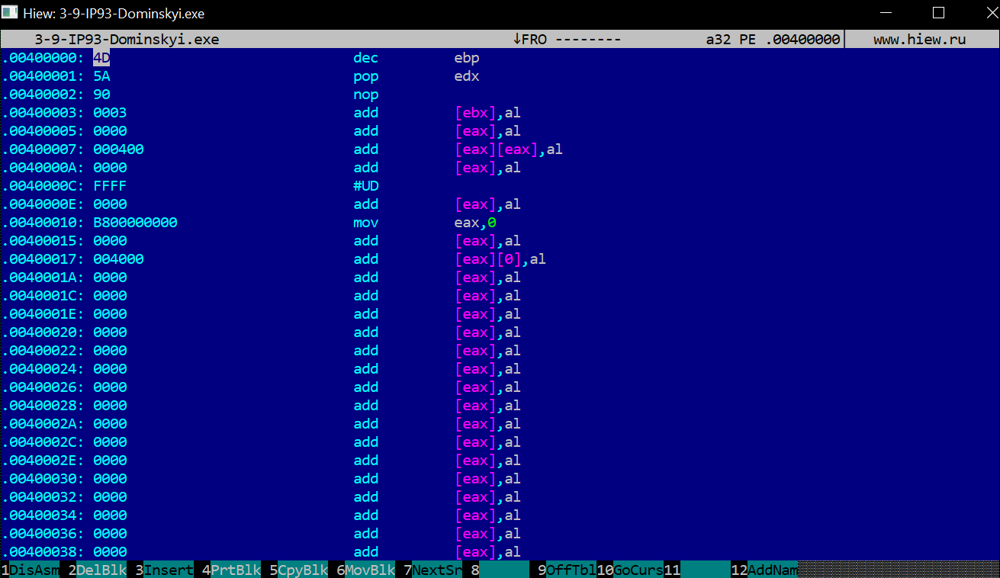 Hiew: 3-9-IP93-Dominskyi.exe
3-9-IP93-Dominskyi.exe ↓FRO -------- a32 PE .00400000│ www.hiew.ru
.00400000: 4D dec ebp
.00400001: 5A pop edx
.00400002: 90 nop
.00400003: 0003 add [ebx],al
.00400005: 0000 add [eax],al
.00400007: 000400 add [eax][eax],al
.0040000A: 0000 add [eax],al
.0040000C: FFFF #UD
.0040000E: 0000 add [eax],al
.00400010: B800000000 mov eax,0
.00400015: 0000 add [eax],al
.00400017: 004000 add [eax][0],al
.0040001A: 0000 add [eax],al
.0040001C: 0000 add [eax],al
.0040001E: 0000 add [eax],al
.00400020: 0000 add [eax],al
.00400022: 0000 add [eax],al
.00400024: 0000 add [eax],al
.00400026: 0000 add [eax],al
.00400028: 0000 add [eax],al
.0040002A: 0000 add [eax],al
.0040002C: 0000 add [eax],al
.0040002E: 0000 add [eax],al
.00400030: 0000 add [eax],al
.00400032: 0000 add [eax],al
.00400034: 0000 add [eax],al
.00400036: 0000 add [eax],al
.00400038: 0000 add [eax],al
1DisAsm 2DelBlk 3Insert 4PrtBlk 5CpyBlk 6MovBlk 7NextSr 8 9OffTbl 10GoCurs 11 12AddNam